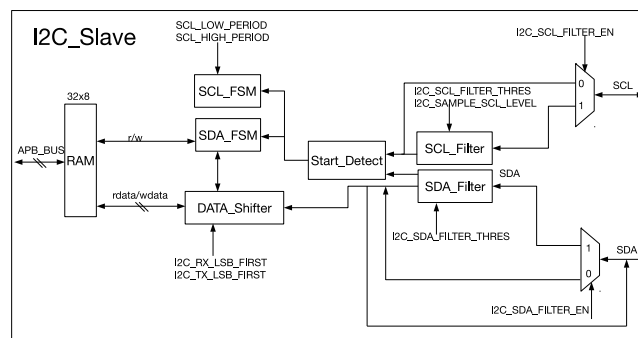 I2C_Slave
SCL_LOW_PERIOD
SCL_HIGH_PERIOD
I2C_SCL_FILTER_EN
32x8
SCL_FSM
I2C_SCL_FILTER_THRES
I2C_SAMPLE_SCL_LEVEL
0
1
SCL
APB_BUS
RAM
r/w
SDA_FSM
Start_Detect
SCL_Filter
SDA
SDA_Filter
rdata/wdata
DATA_Shifter
I2C_SDA_FILTER_THRES
I2C_RX_LSB_FIRST
I2C_TX_LSB_FIRST
1
0
SDA
I2C_SDA_FILTER_EN